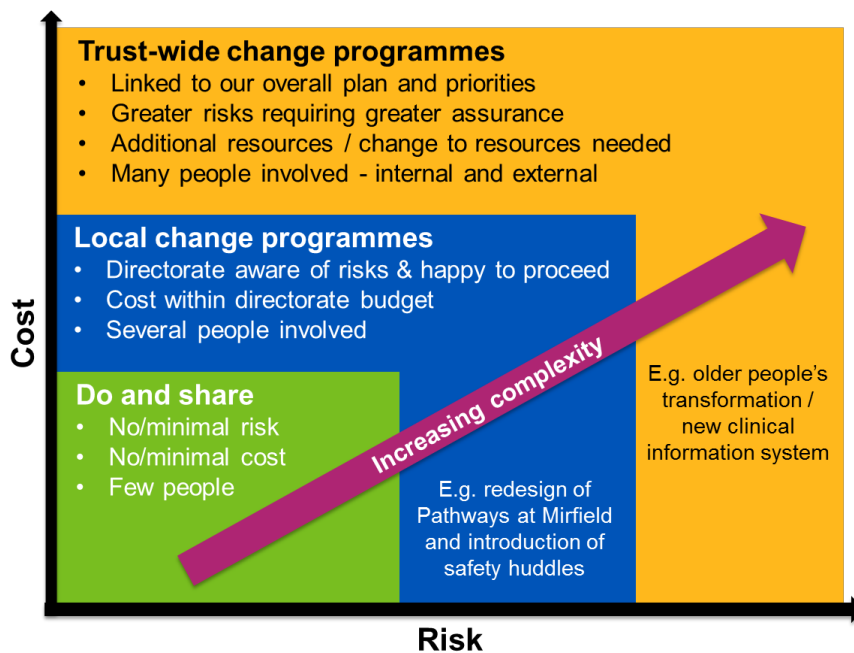 Trust-wide change programmes
• Linked to our overall plan and priorities
• Greater risks requiring greater assurance
• Additional resources / change to resources needed
• Many people involved - internal and external
Local change programmes
• Directorate aware of risks & happy to proceed
• Cost within directorate budget
• Several people involved
Do and share
• No/minimal risk
• No/minimal cost
• Few people
Increasing complexity
E.g. redesign of
Pathways at Mirfield
and introduction of
safety huddles
E.g. older people’s
transformation /
new clinical
information system
Cost
Risk